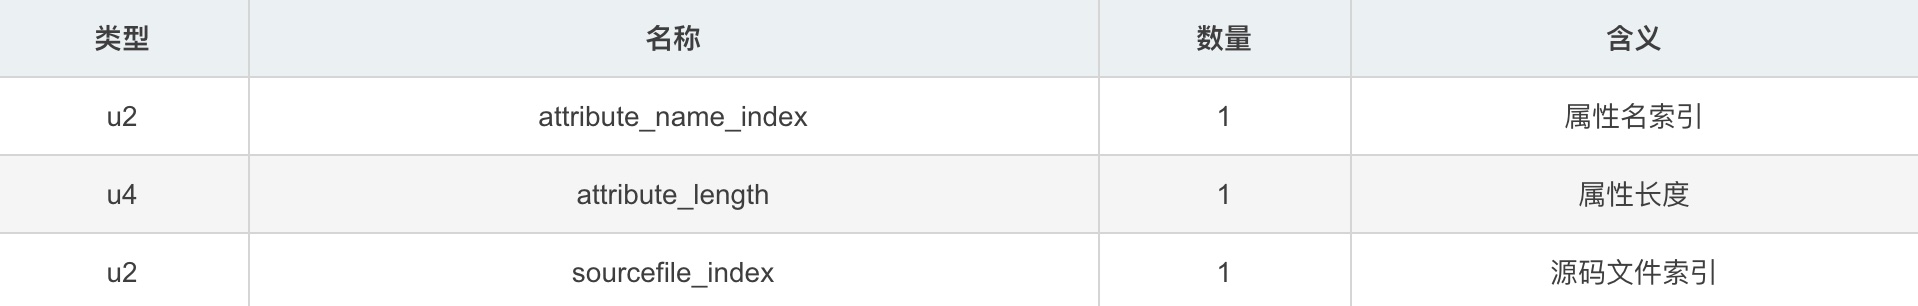 类型 名称 数量 含义
u2 attribute_name_index 1 属性名索引
u4 attribute_length 1 属性长度
u2 sourcefile_index 1 源码文件索引